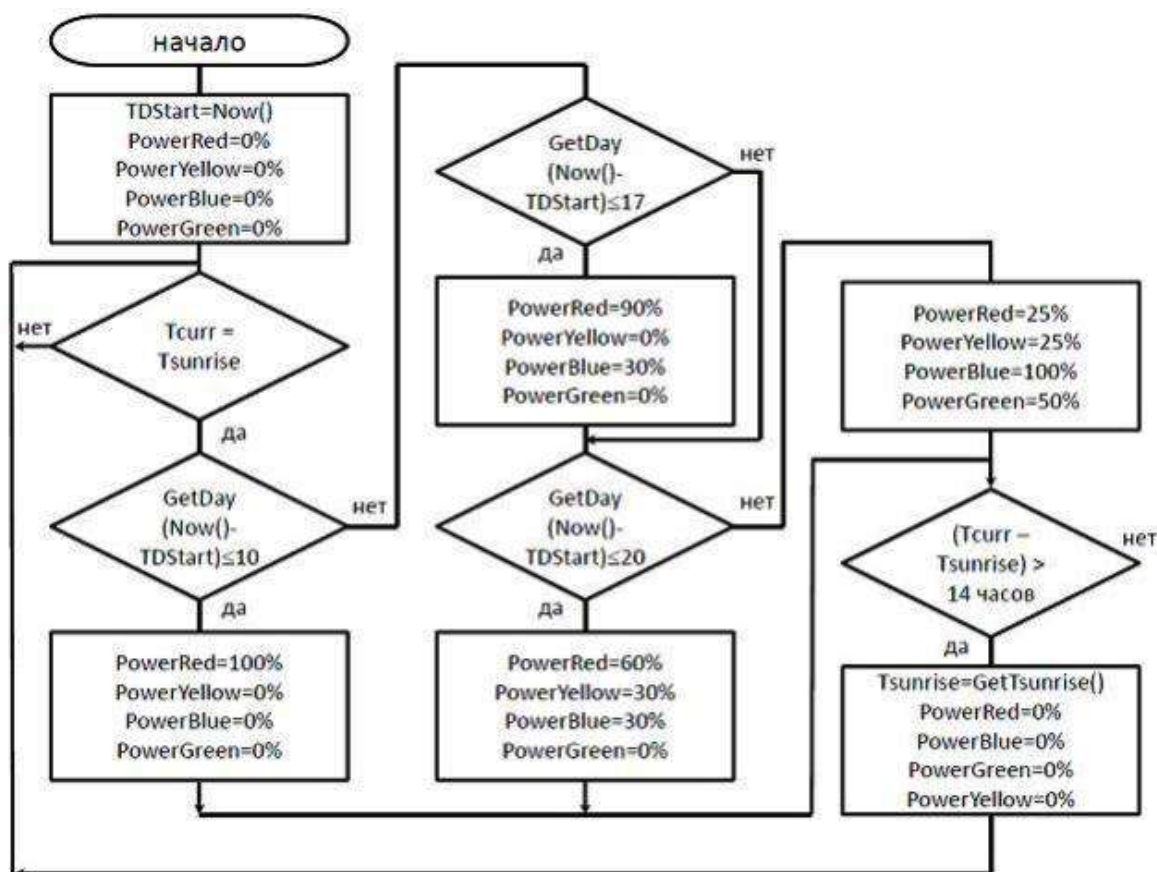 начало
TDStart=Now()
PowerRed=0%
PowerYellow=0%
PowerBlue=0%
PowerGreen=0%
нет
Tcurr =
Tsunrise
да
GetDay
(Now()-
TDStart)≤10
нет
да
PowerRed=100%
PowerYellow=0%
PowerBlue=0%
PowerGreen=0%
GetDay
(Now()-
TDStart)≤17
нет
да
PowerRed=90%
PowerYellow=0%
PowerBlue=30%
PowerGreen=0%
GetDay
(Now()-
TDStart)≤20
нет
да
PowerRed=60%
PowerYellow=30%
PowerBlue=30%
PowerGreen=0%
PowerRed=25%
PowerYellow=25%
PowerBlue=100%
PowerGreen=50%
(Tcurr –
Tsunrise) >
14 часов
нет
да
Tsunrise=GetTsunrise()
PowerRed=0%
PowerBlue=0%
PowerGreen=0%
PowerYellow=0%